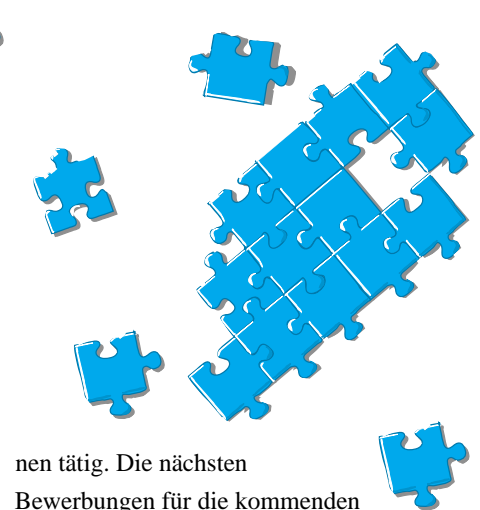 nen tätig. Die nächsten
Bewerbungen für die kommenden